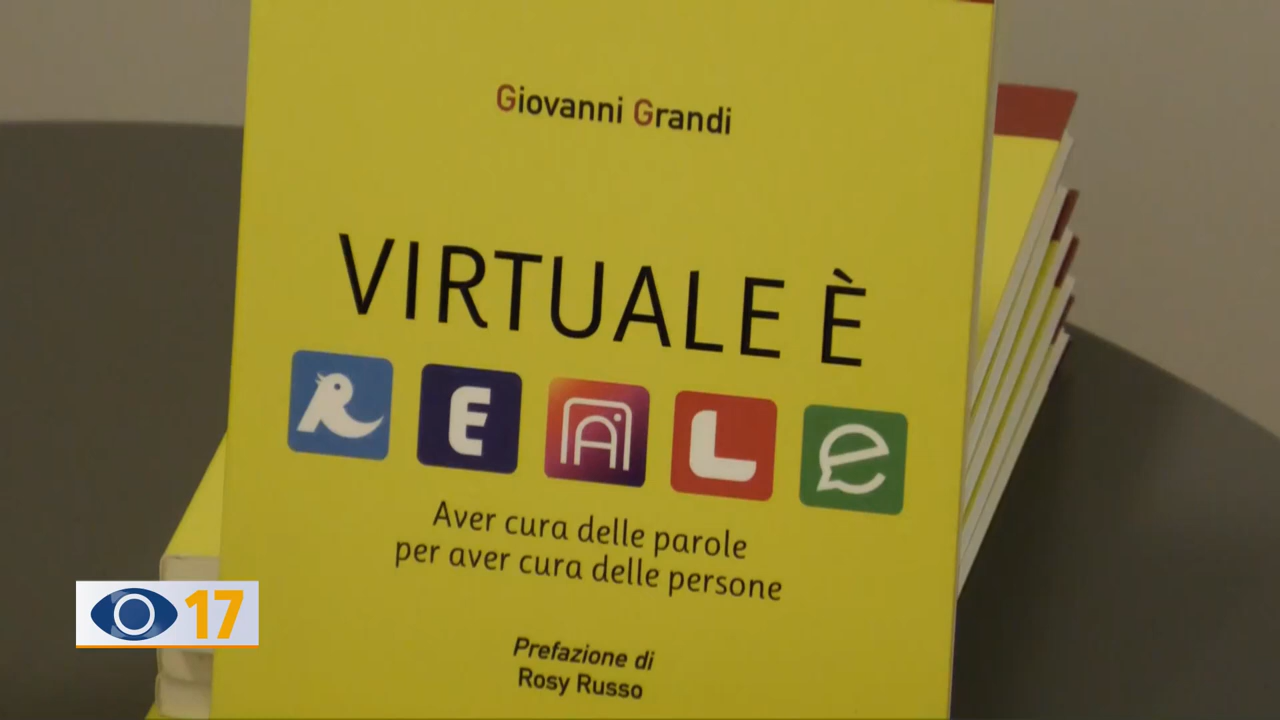 Giovanni Grandi
VIRTUALE È
REALe
Aver cura delle parole
per aver cura delle persone
Prefazione di
Rosy Russo
17